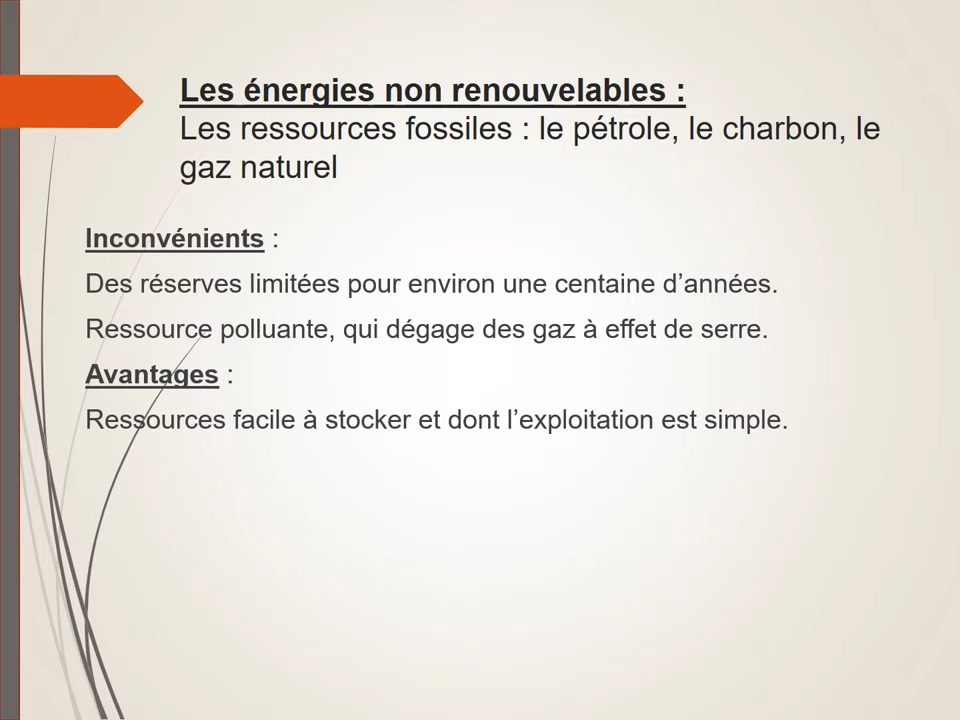 Les énergies non renouvelables :
Les ressources fossiles : le pétrole, le charbon, le
gaz naturel
Inconvénients :
Des réserves limitées pour environ une centaine d’années.
Ressource polluante, qui dégage des gaz à effet de serre.
Avantages :
Ressources facile à stocker et dont l’exploitation est simple.